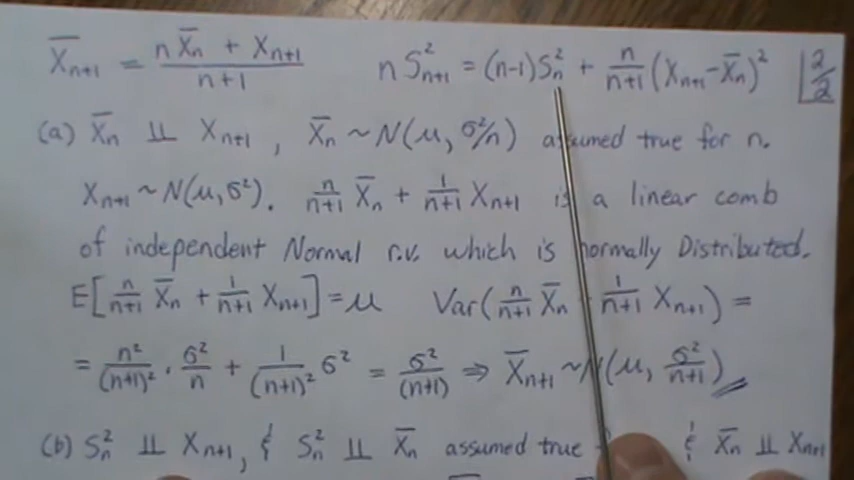 X̄ₙ₊₁ = (n X̄ₙ + Xₙ₊₁)/(n+1)    n S²ₙ₊₁ = (n-1) S²ₙ + n/(n+1) (Xₙ₊₁ - X̄ₙ)²    2/2
(a) X̄ₙ ⫫ Xₙ₊₁ , X̄ₙ ~ N(μ, σ²/n) assumed true for n.
Xₙ₊₁ ~ N(μ, σ²). n/(n+1) X̄ₙ + 1/(n+1) Xₙ₊₁ is a linear comb
of independent Normal r.v. which is normally Distributed.
E[n/(n+1) X̄ₙ + 1/(n+1) Xₙ₊₁] = μ    Var(n/(n+1) X̄ₙ + 1/(n+1) Xₙ₊₁) =
= n²/(n+1)² · σ²/n + 1/(n+1)² σ² = σ²/(n+1) ⇒ X̄ₙ₊₁ ~ N(μ, σ²/(n+1))
(b) S²ₙ ⫫ Xₙ₊₁, & S²ₙ ⫫ X̄ₙ assumed true & X̄ₙ ⫫ Xₙ₊₁